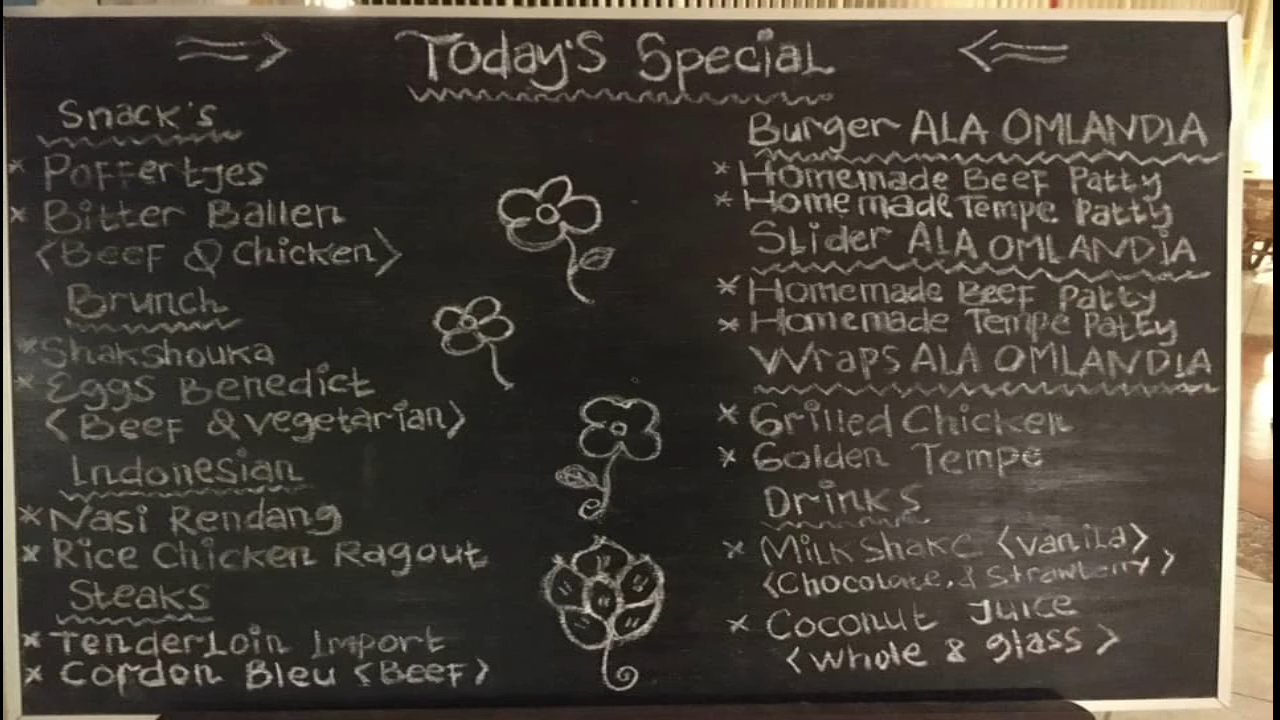 Today's Special
Snack's
* Poffertjes
* Bitter Ballen
<Beef & Chicken>
Brunch
* Shakshouka
* Eggs Benedict
<Beef & vegetarian>
Indonesian
* Nasi Rendang
* Rice Chicken Ragout
Steaks
* Tenderloin Import
* Cordon Bleu <Beef>
Burger ALA OMLANDIA
* Homemade Beef Patty
* Homemade Tempe Patty
Slider ALA OMLANDIA
* Homemade Beef Patty
* Homemade Tempe Patty
Wraps ALA OMLANDIA
* Grilled Chicken
* Golden Tempe
Drinks
* Milk Shake <vanila>
<Chocolate, & Strawberry>
* Coconut Juice
<whole & glass>